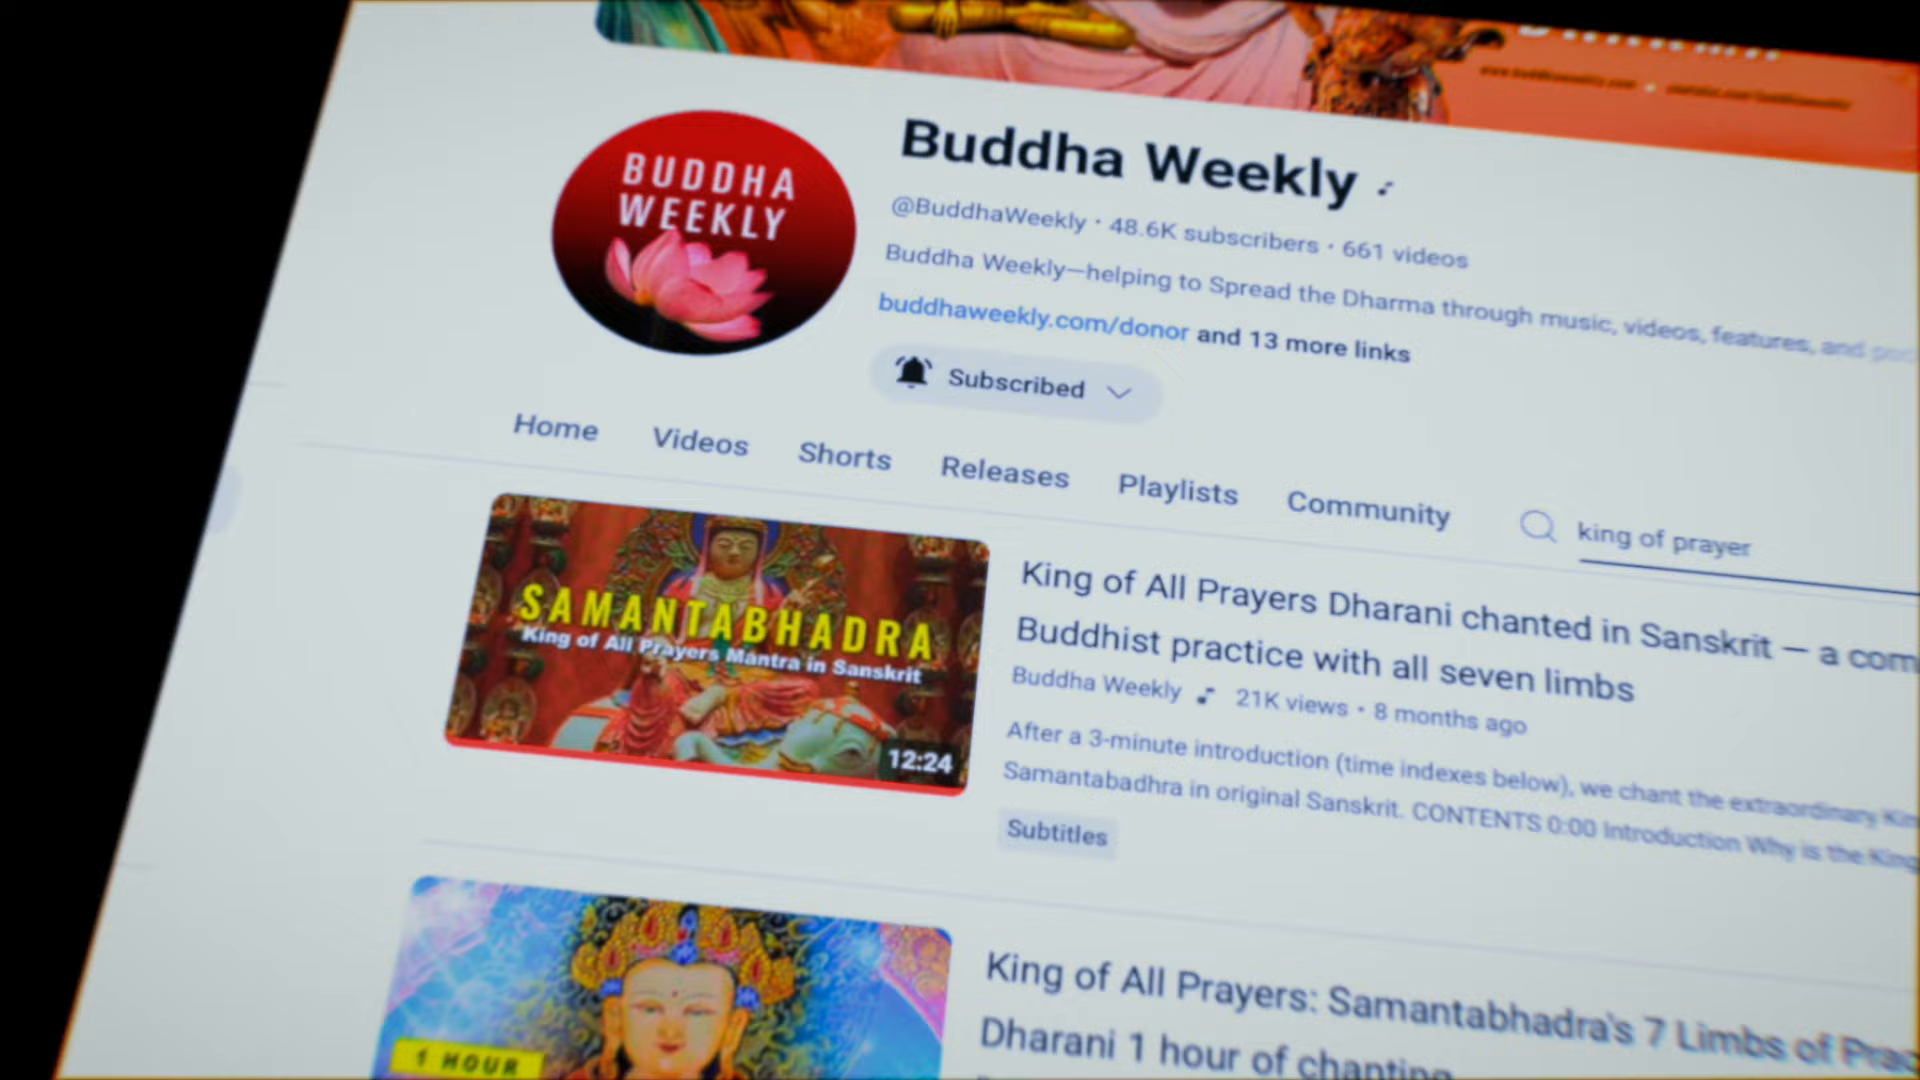 BUDDHA
WEEKLY
Buddha Weekly
@BuddhaWeekly · 48.6K subscribers · 661 videos
Buddha Weekly—helping to Spread the Dharma through music, videos, features, and
buddhaweekly.com/donor and 13 more links
Subscribed
Home Videos Shorts Releases Playlists Community king of prayer
SAMANTABHADRA
King of All Prayers Mantra in Sanskrit
12:24
King of All Prayers Dharani chanted in Sanskrit — a com
Buddhist practice with all seven limbs
Buddha Weekly 21K views · 8 months ago
After a 3-minute introduction (time indexes below), we chant the extraordinary Kin
Samantabadhra in original Sanskrit. CONTENTS 0:00 Introduction Why is the King
Subtitles
1 HOUR
King of All Prayers: Samantabhadra's 7 Limbs of Prac
Dharani 1 hour of chanting